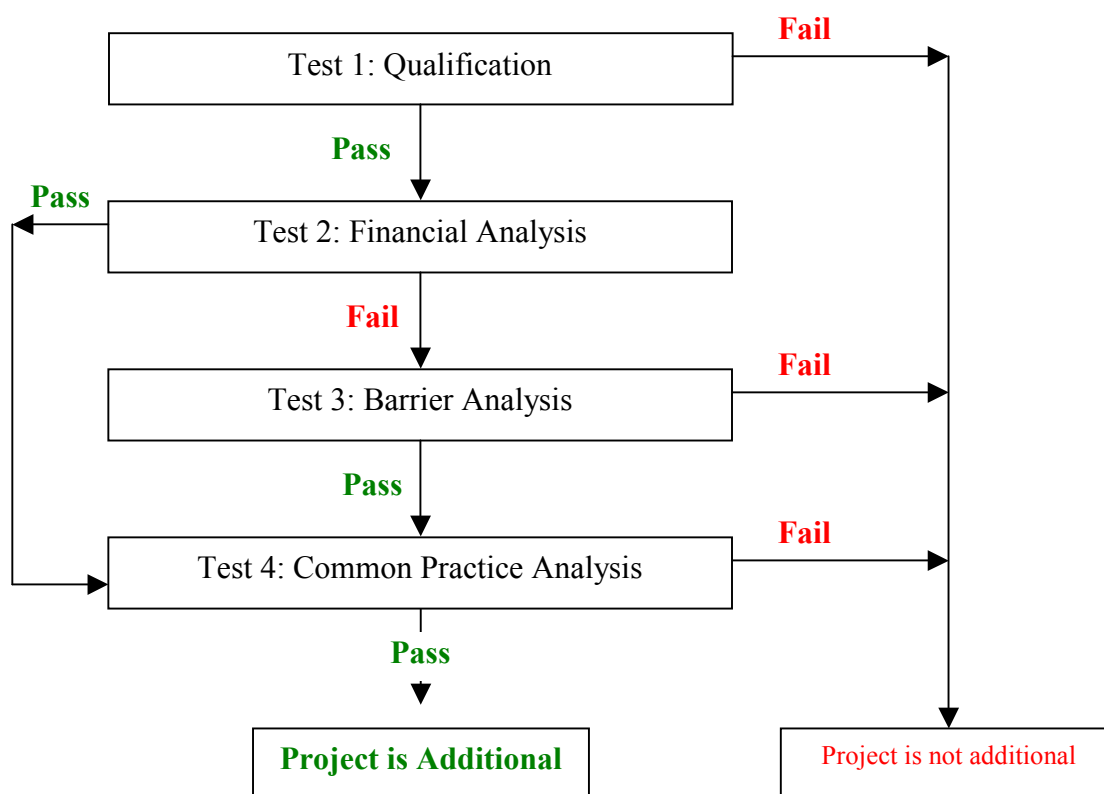 Fail
Test 1: Qualification
Pass
Pass
Test 2: Financial Analysis
Fail
Fail
Test 3: Barrier Analysis
Pass
Fail
Test 4: Common Practice Analysis
Pass
Project is Additional
Project is not additional